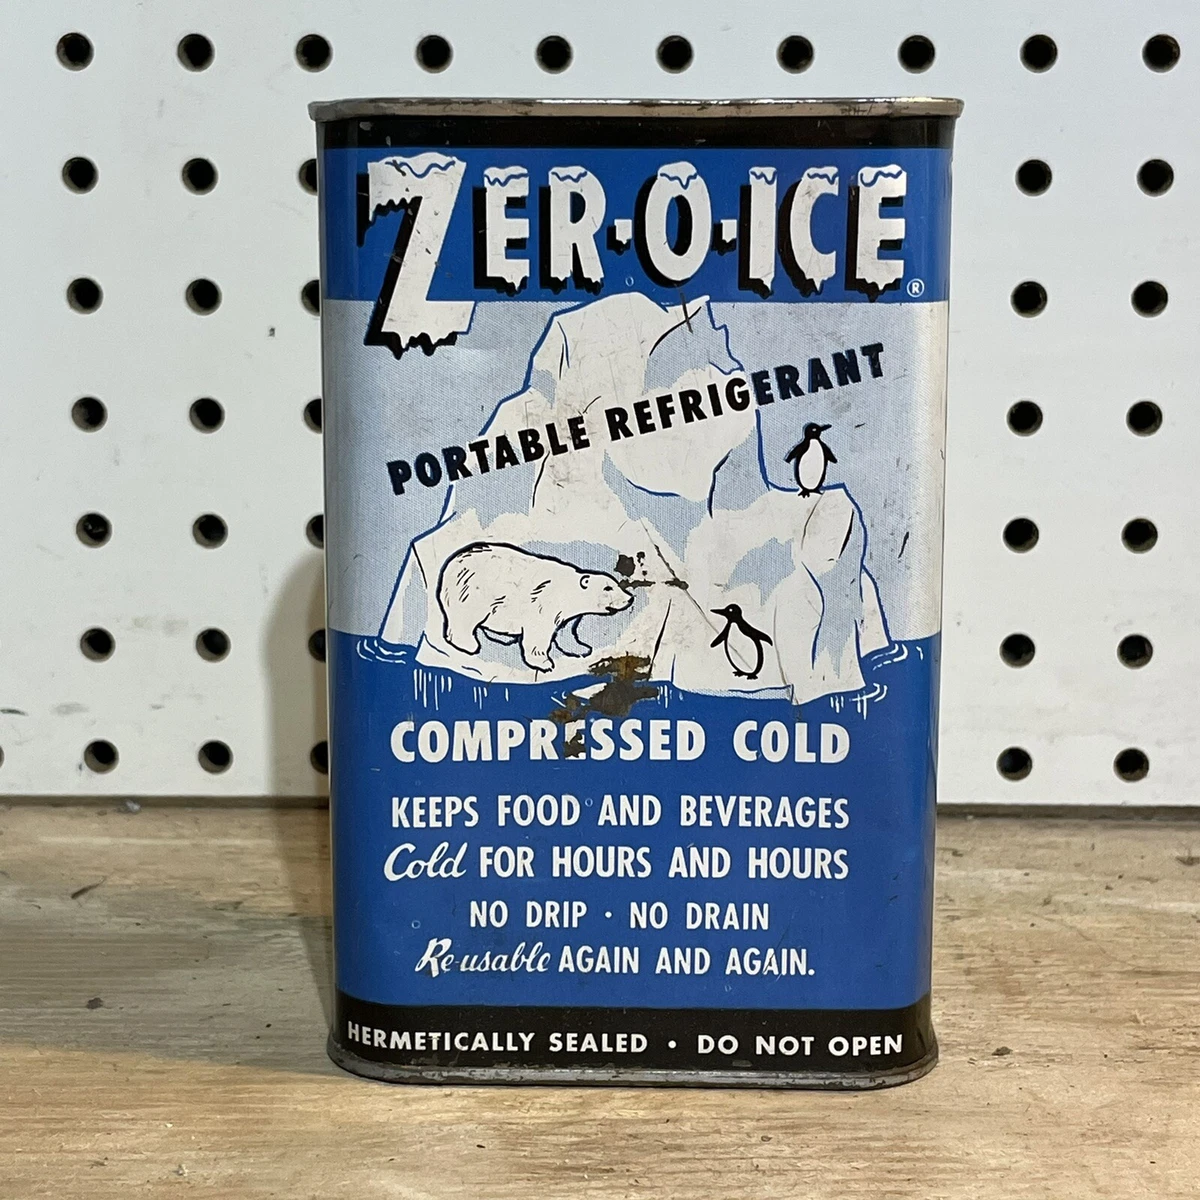 ZER·O·ICE®
PORTABLE REFRIGERANT
COMPRESSED COLD
KEEPS FOOD AND BEVERAGES
Cold FOR HOURS AND HOURS
NO DRIP · NO DRAIN
Re-usable AGAIN AND AGAIN.
HERMETICALLY SEALED • DO NOT OPEN